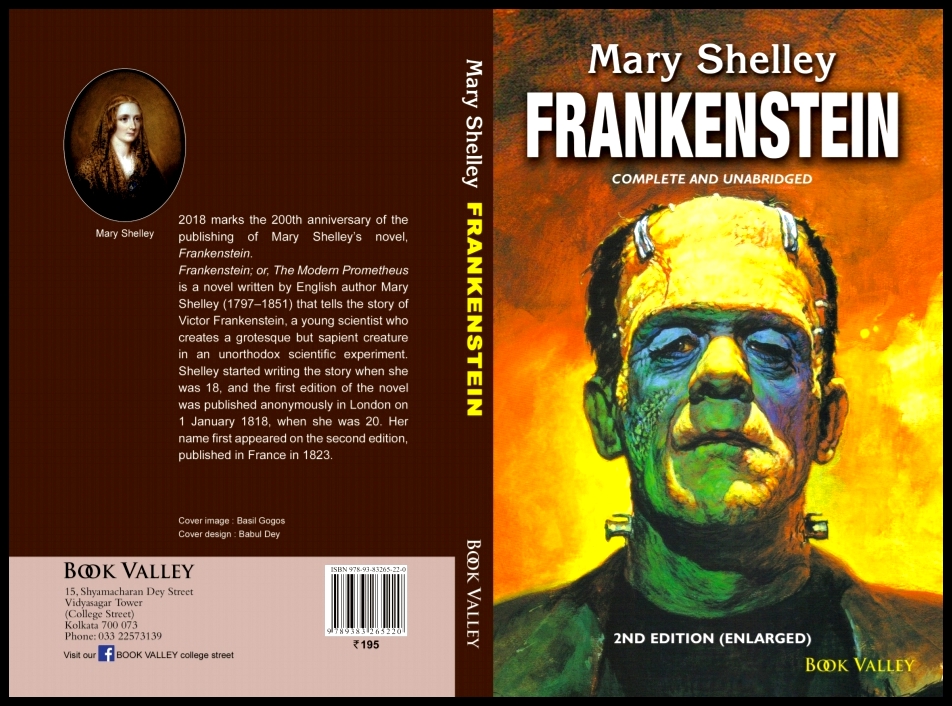 Mary Shelley
2018 marks the 200th anniversary of the
publishing of Mary Shelley's novel,
Frankenstein.
Frankenstein; or, The Modern Prometheus
is a novel written by English author Mary
Shelley (1797–1851) that tells the story of
Victor Frankenstein, a young scientist who
creates a grotesque but sapient creature
in an unorthodox scientific experiment.
Shelley started writing the story when she
was 18, and the first edition of the novel
was published anonymously in London on
1 January 1818, when she was 20. Her
name first appeared on the second edition,
published in France in 1823.
Cover image : Basil Gogos
Cover design : Babul Dey
BOOK VALLEY
15, Shyamacharan Dey Street
Vidyasagar Tower
(College Street)
Kolkata 700 073
Phone: 033 22573139
Visit our f BOOK VALLEY college street
ISBN 978-93-83265-22-0
9 789383 265220
₹195
Mary Shelley FRANKENSTEIN BOOK VALLEY
Mary Shelley
FRANKENSTEIN
COMPLETE AND UNABRIDGED
2ND EDITION (ENLARGED)
BOOK VALLEY